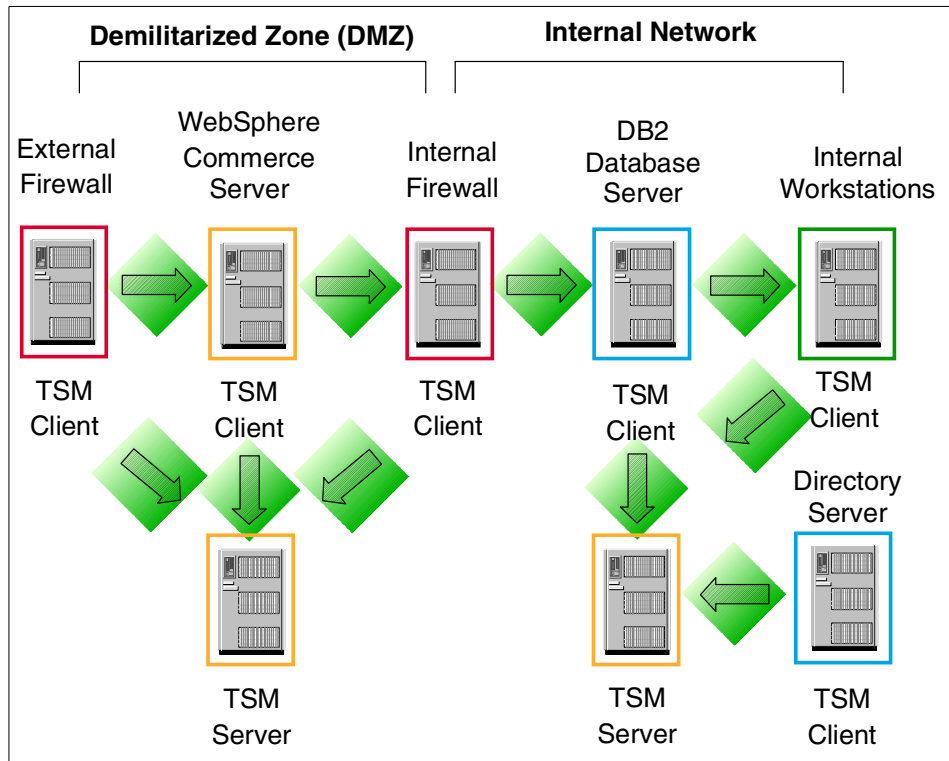 Demilitarized Zone (DMZ)
Internal Network
External
Firewall
WebSphere
Commerce
Server
Internal
Firewall
DB2
Database
Server
Internal
Workstations
TSM
Client
TSM
Client
TSM
Client
TSM
Client
TSM
Client
Directory
Server
TSM
Server
TSM
Server
TSM
Client